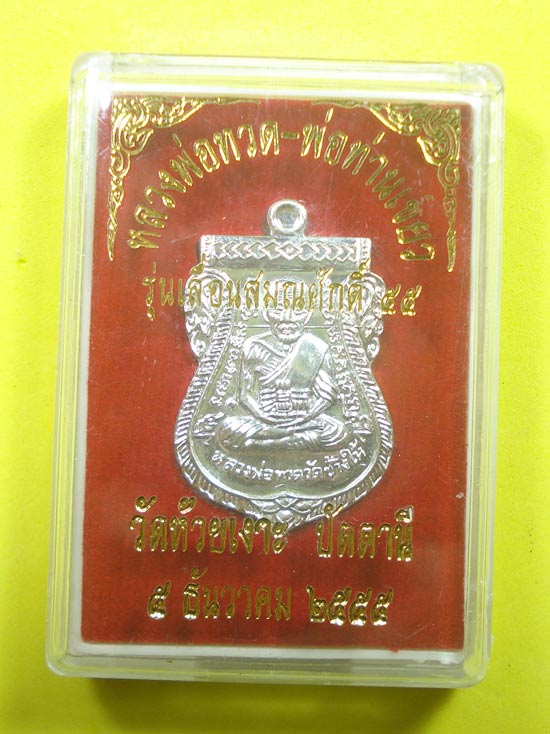 หลวงพ่อทวด-พ่อท่านเขียว
รุ่นเลื่อนสมณศักดิ์ ๕๕
หลวงพ่อทวดวัดช้างให้
วัดห้วยเงาะ ปัตตานี
๕ ธันวาคม ๒๕๕๕